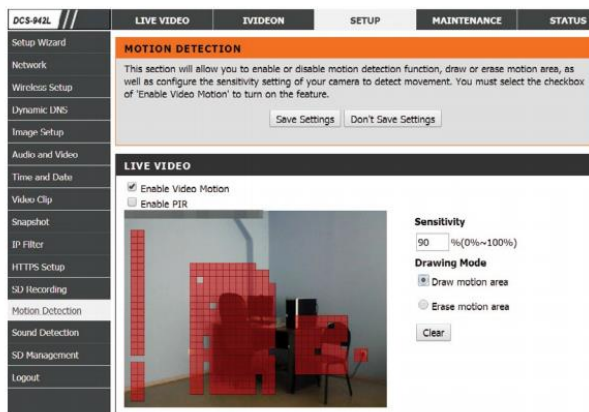 DCS-942L
LIVE VIDEO
IVIDEON
SETUP
MAINTENANCE
STATUS
Setup Wizard
Network
Wireless Setup
Dynamic DNS
Image Setup
Audio and Video
Time and Date
Video Clip
Snapshot
IP Filter
HTTPS Setup
SD Recording
Motion Detection
Sound Detection
SD Management
Logout
MOTION DETECTION
This section will allow you to enable or disable motion detection function, draw or erase motion area, as
well as configure the sensitivity setting of your camera to detect movement. You must select the checkbox
of 'Enable Video Motion' to turn on the feature.
Save Settings
Don't Save Settings
LIVE VIDEO
Enable Video Motion
Enable PIR
Sensitivity
90 %(0%~100%)
Drawing Mode
Draw motion area
Erase motion area
Clear